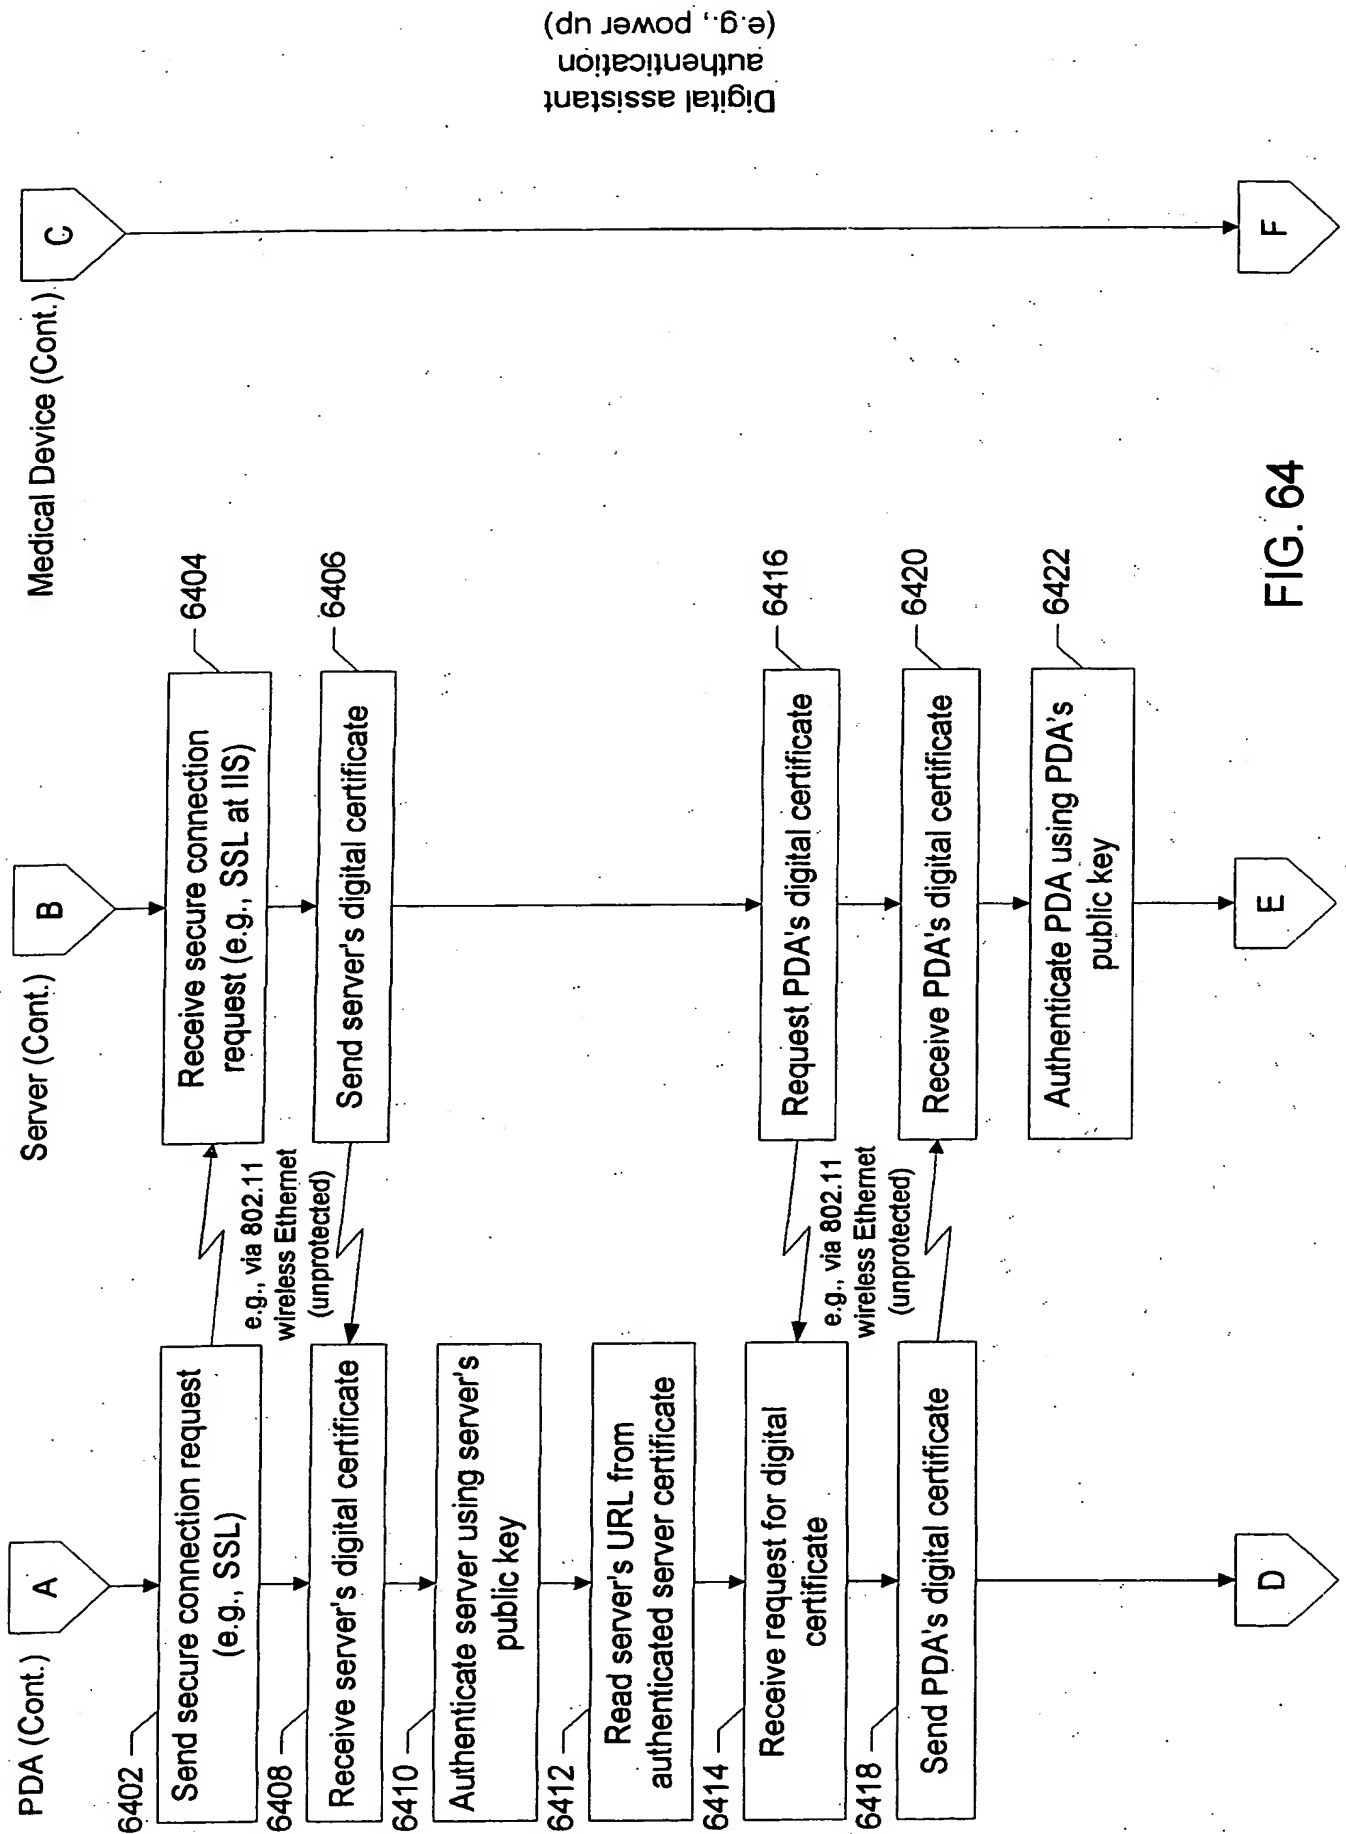 PDA (Cont.)
A
6402
Send secure connection request
(e.g., SSL)
6408
Receive server's digital certificate
6410
Authenticate server using server's
public key
6412
Read server's URL from
authenticated server certificate
6414
Receive request for digital
certificate
6418
Send PDA's digital certificate
D
e.g., via 802.11
wireless Ethernet
(unprotected)
e.g., via 802.11
wireless Ethernet
(unprotected)
Server (Cont.)
B
Receive secure connection
request (e.g., SSL at IIS)
6404
Send server's digital certificate
6406
Request PDA's digital certificate
6416
Receive PDA's digital certificate
6420
Authenticate PDA using PDA's
public key
6422
E
Medical Device (Cont.)
C
F
Digital assistant
authentication
(e.g., power up)
FIG. 64